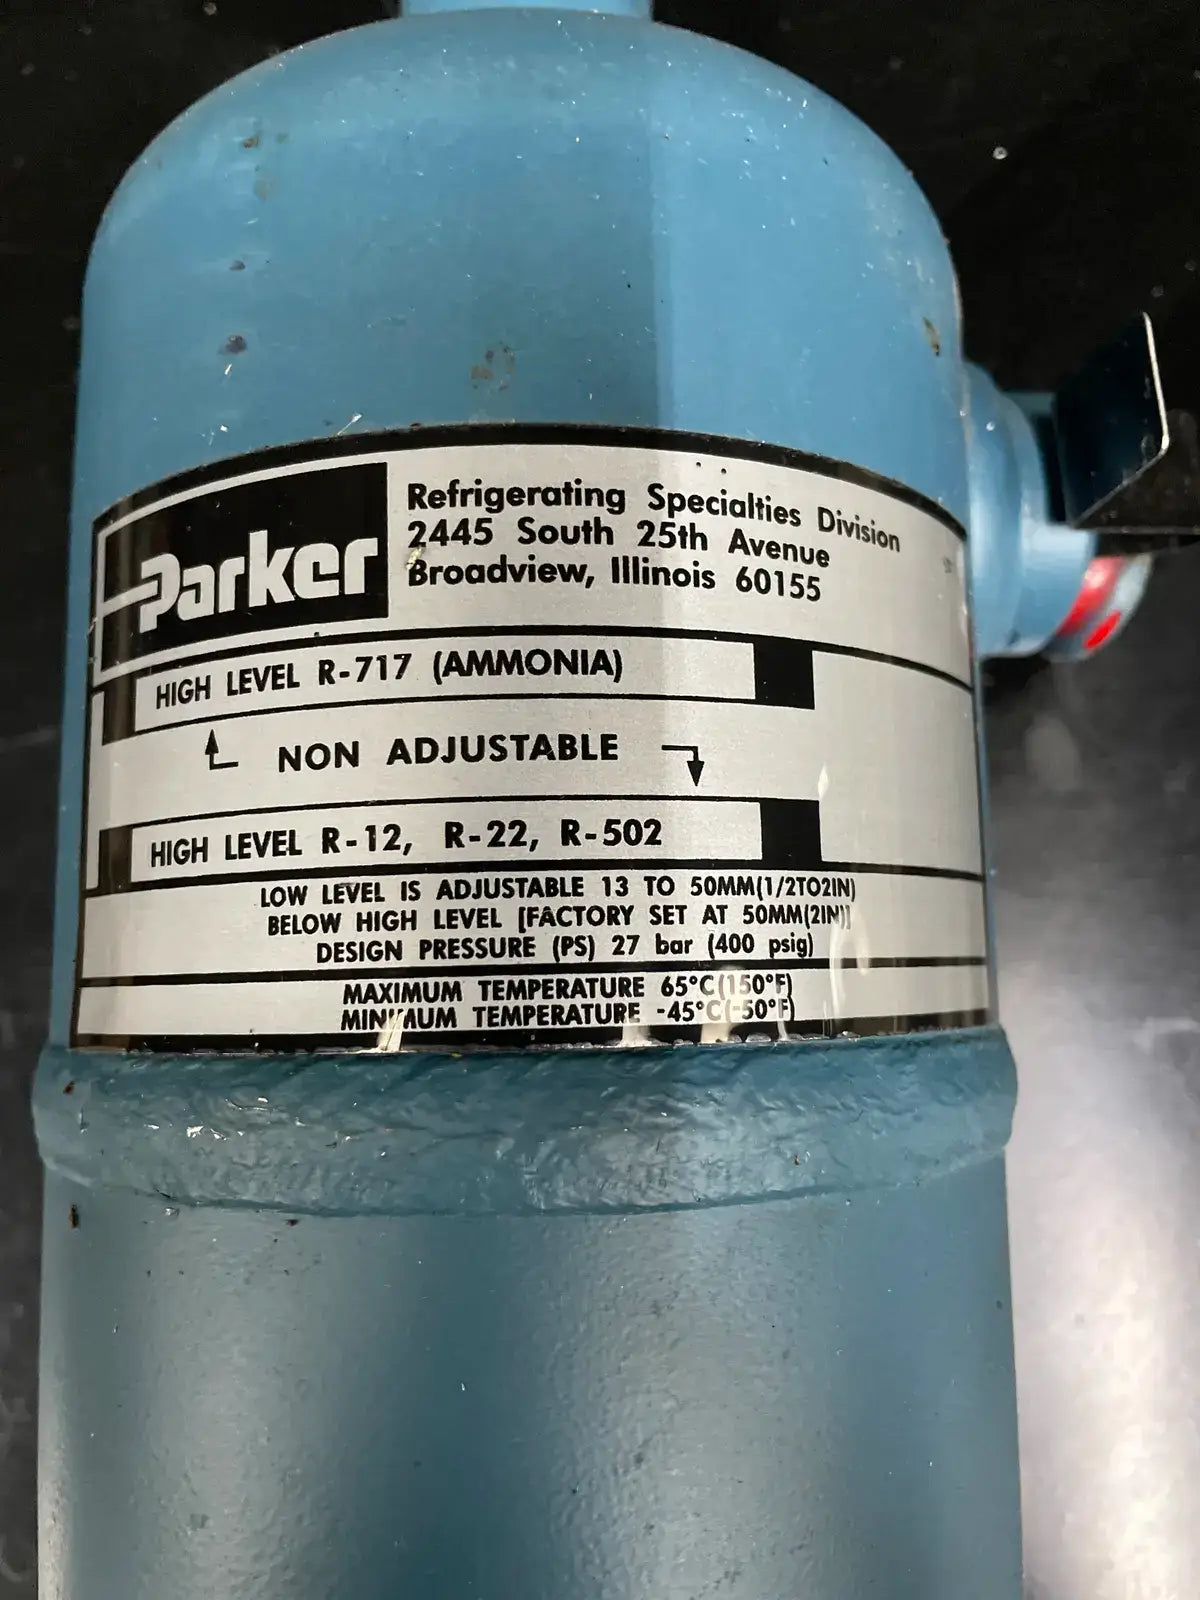 Parker
Refrigerating Specialties Division
2445 South 25th Avenue
Broadview, Illinois 60155
HIGH LEVEL R-717 (AMMONIA)
NON ADJUSTABLE
HIGH LEVEL R-12, R-22, R-502
LOW LEVEL IS ADJUSTABLE 13 TO 50MM(1/2TO2IN)
BELOW HIGH LEVEL [FACTORY SET AT 50MM(2IN)]
DESIGN PRESSURE (PS) 27 bar (400 psig)
MAXIMUM TEMPERATURE 65°C(150°F)
MINIMUM TEMPERATURE -45°C(-50°F)